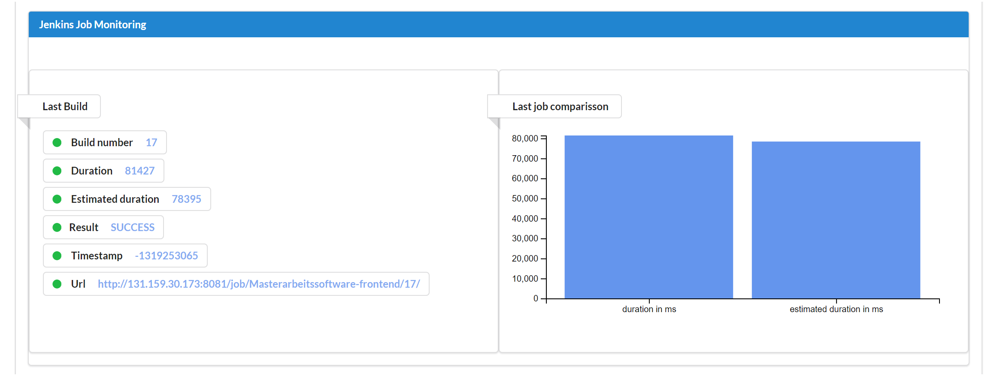 Jenkins Job Monitoring
Last Build
Build number 17
Duration 81427
Estimated duration 78395
Result SUCCESS
Timestamp -1319253065
Url http://131.159.30.173:8081/job/Masterarbeitssoftware-frontend/17/
Last job comparisson
80,000
70,000
60,000
50,000
40,000
30,000
20,000
10,000
0
duration in ms estimated duration in ms